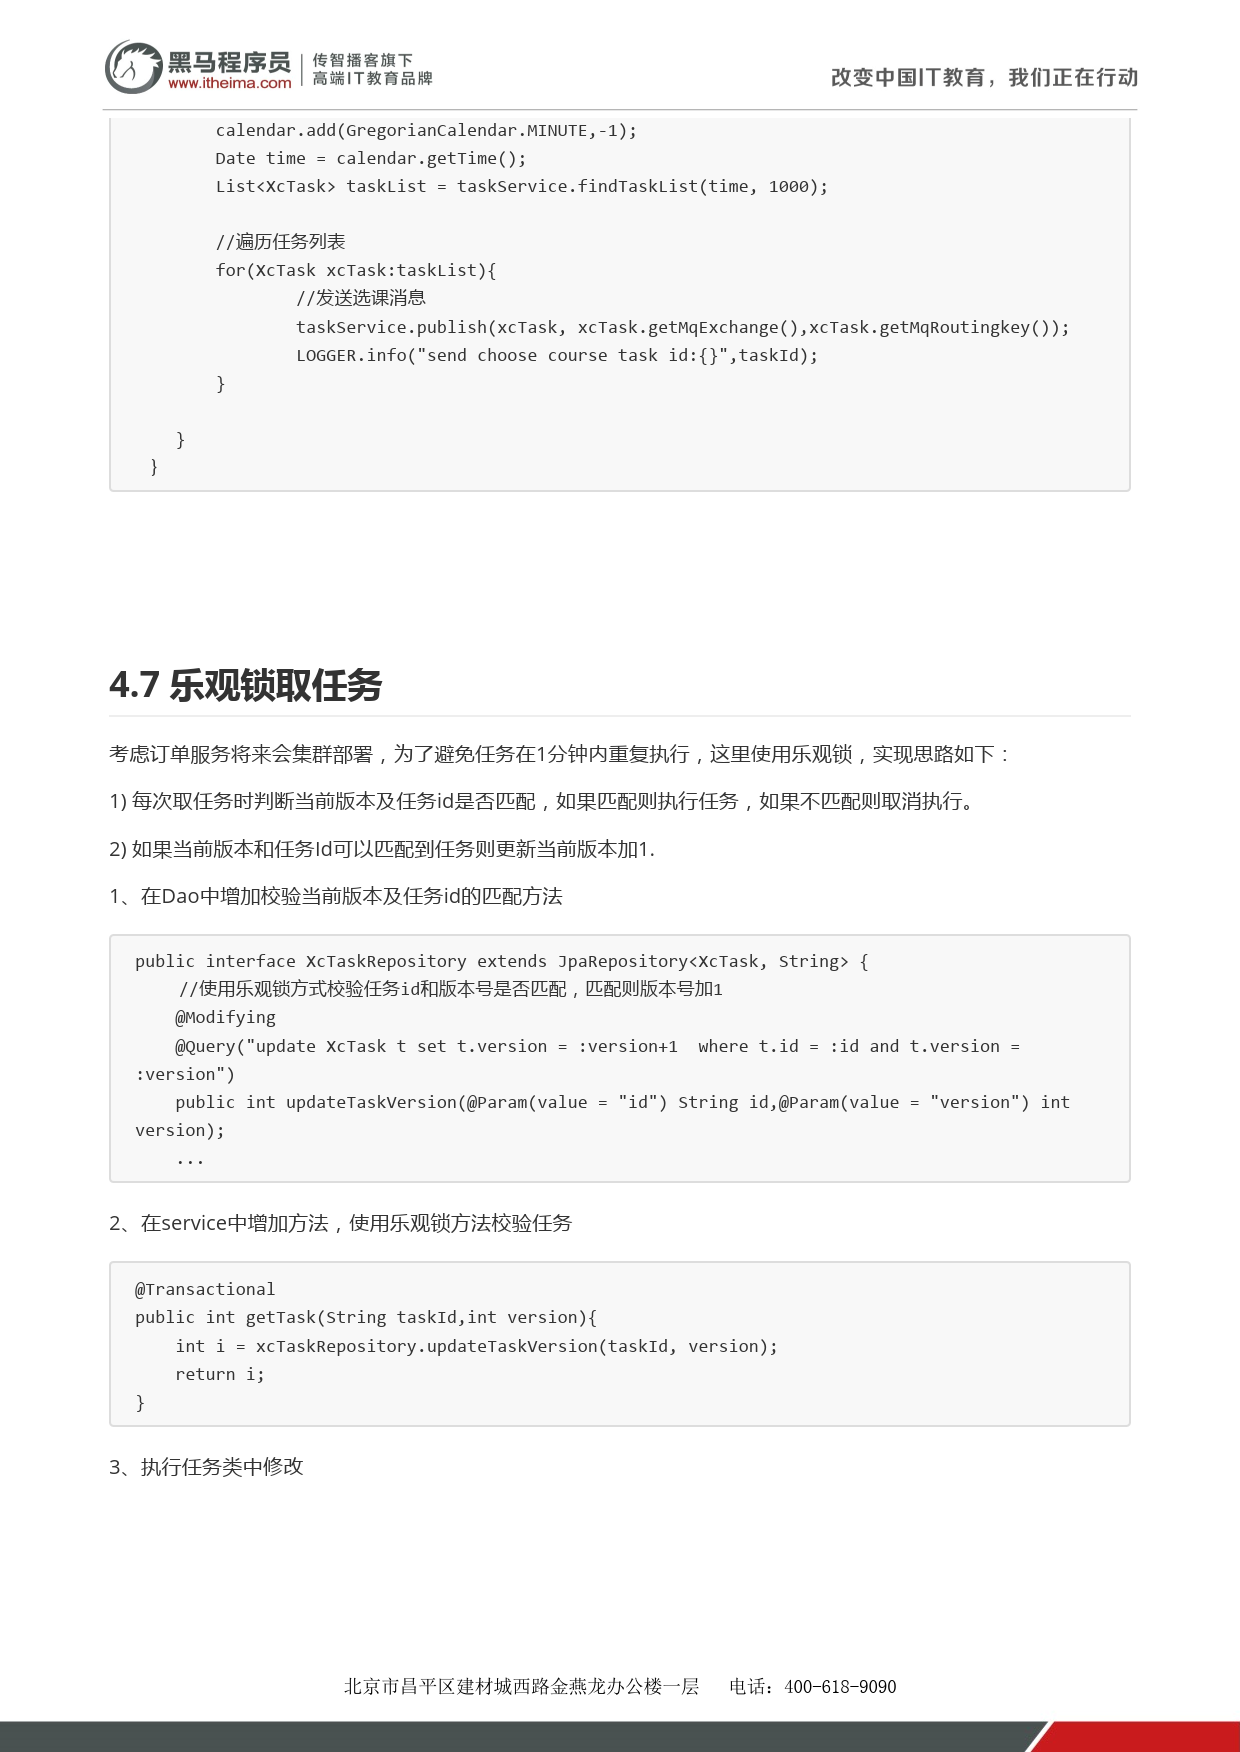 黑马程序员
www.itheima.com
传智播客旗下
高端IT教育品牌
改变中国IT教育，我们正在行动
calendar.add(GregorianCalendar.MINUTE,-1);
Date time = calendar.getTime();
List<XcTask> taskList = taskService.findTaskList(time, 1000);
//遍历任务列表
for(XcTask xcTask:taskList){
//发送选课消息
taskService.publish(xcTask, xcTask.getMqExchange(),xcTask.getMqRoutingkey());
LOGGER.info("send choose course task id:{}",taskId);
}
}
}
4.7 乐观锁取任务
考虑订单服务将来会集群部署，为了避免任务在1分钟内重复执行，这里使用乐观锁，实现思路如下：
1) 每次取任务时判断当前版本及任务id是否匹配，如果匹配则执行任务，如果不匹配则取消执行。
2) 如果当前版本和任务Id可以匹配到任务则更新当前版本加1.
1、在Dao中增加校验当前版本及任务id的匹配方法
public interface XcTaskRepository extends JpaRepository<XcTask, String> {
//使用乐观锁方式校验任务id和版本号是否匹配，匹配则版本号加1
@Modifying
@Query("update XcTask t set t.version = :version+1  where t.id = :id and t.version =
:version")
public int updateTaskVersion(@Param(value = "id") String id,@Param(value = "version") int
version);
...
2、在service中增加方法，使用乐观锁方法校验任务
@Transactional
public int getTask(String taskId,int version){
int i = xcTaskRepository.updateTaskVersion(taskId, version);
return i;
}
3、执行任务类中修改
北京市昌平区建材城西路金燕龙办公楼一层 电话：400-618-9090